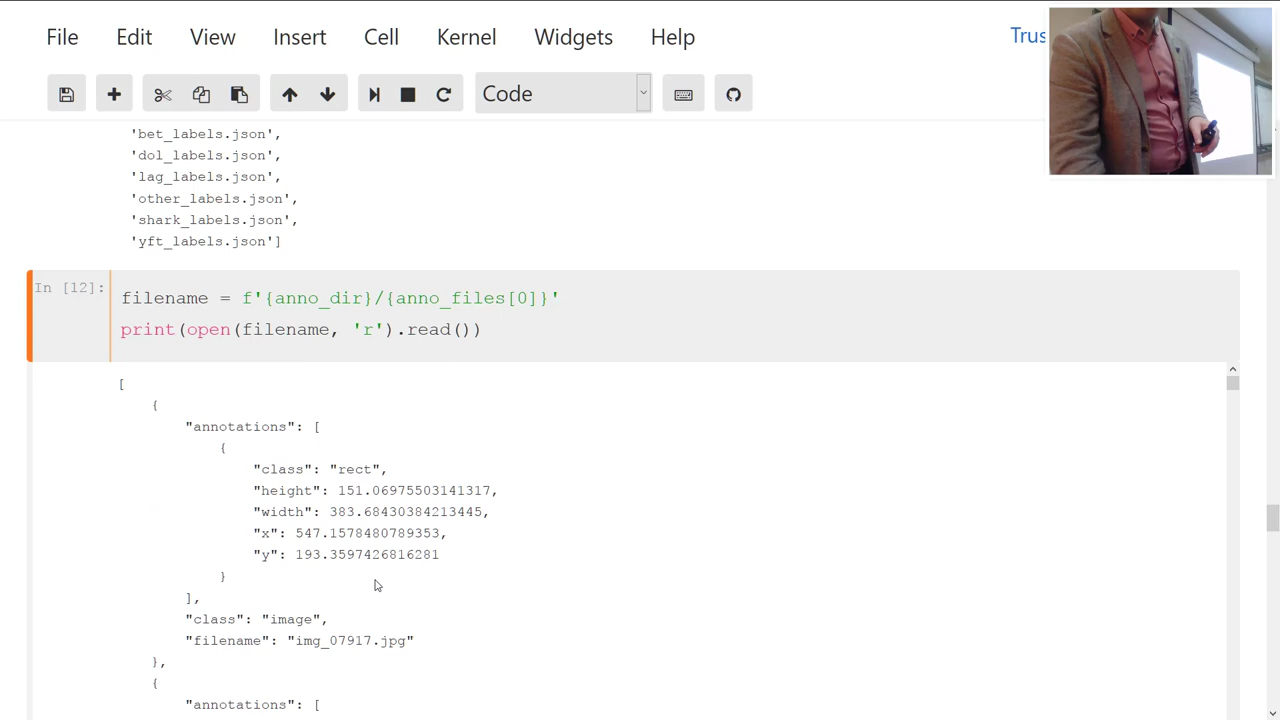 File Edit View Insert Cell Kernel Widgets Help Trus
Code
'bet_labels.json',
'dol_labels.json',
'lag_labels.json',
'other_labels.json',
'shark_labels.json',
'yft_labels.json']
In [12]:
filename = f'{anno_dir}/{anno_files[0]}'
print(open(filename, 'r').read())
[
{
"annotations": [
{
"class": "rect",
"height": 151.06975503141317,
"width": 383.68430384213445,
"x": 547.1578480789353,
"y": 193.3597426816281
}
],
"class": "image",
"filename": "img_07917.jpg"
},
{
"annotations": [